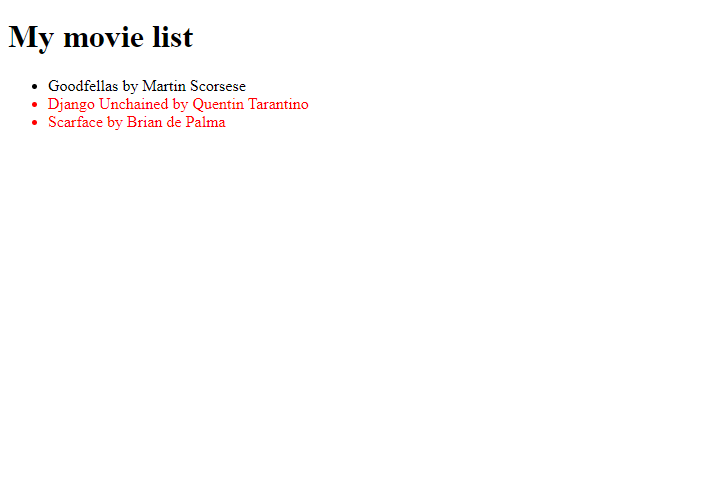 My movie list
Goodfellas by Martin Scorsese
Django Unchained by Quentin Tarantino
Scarface by Brian de Palma